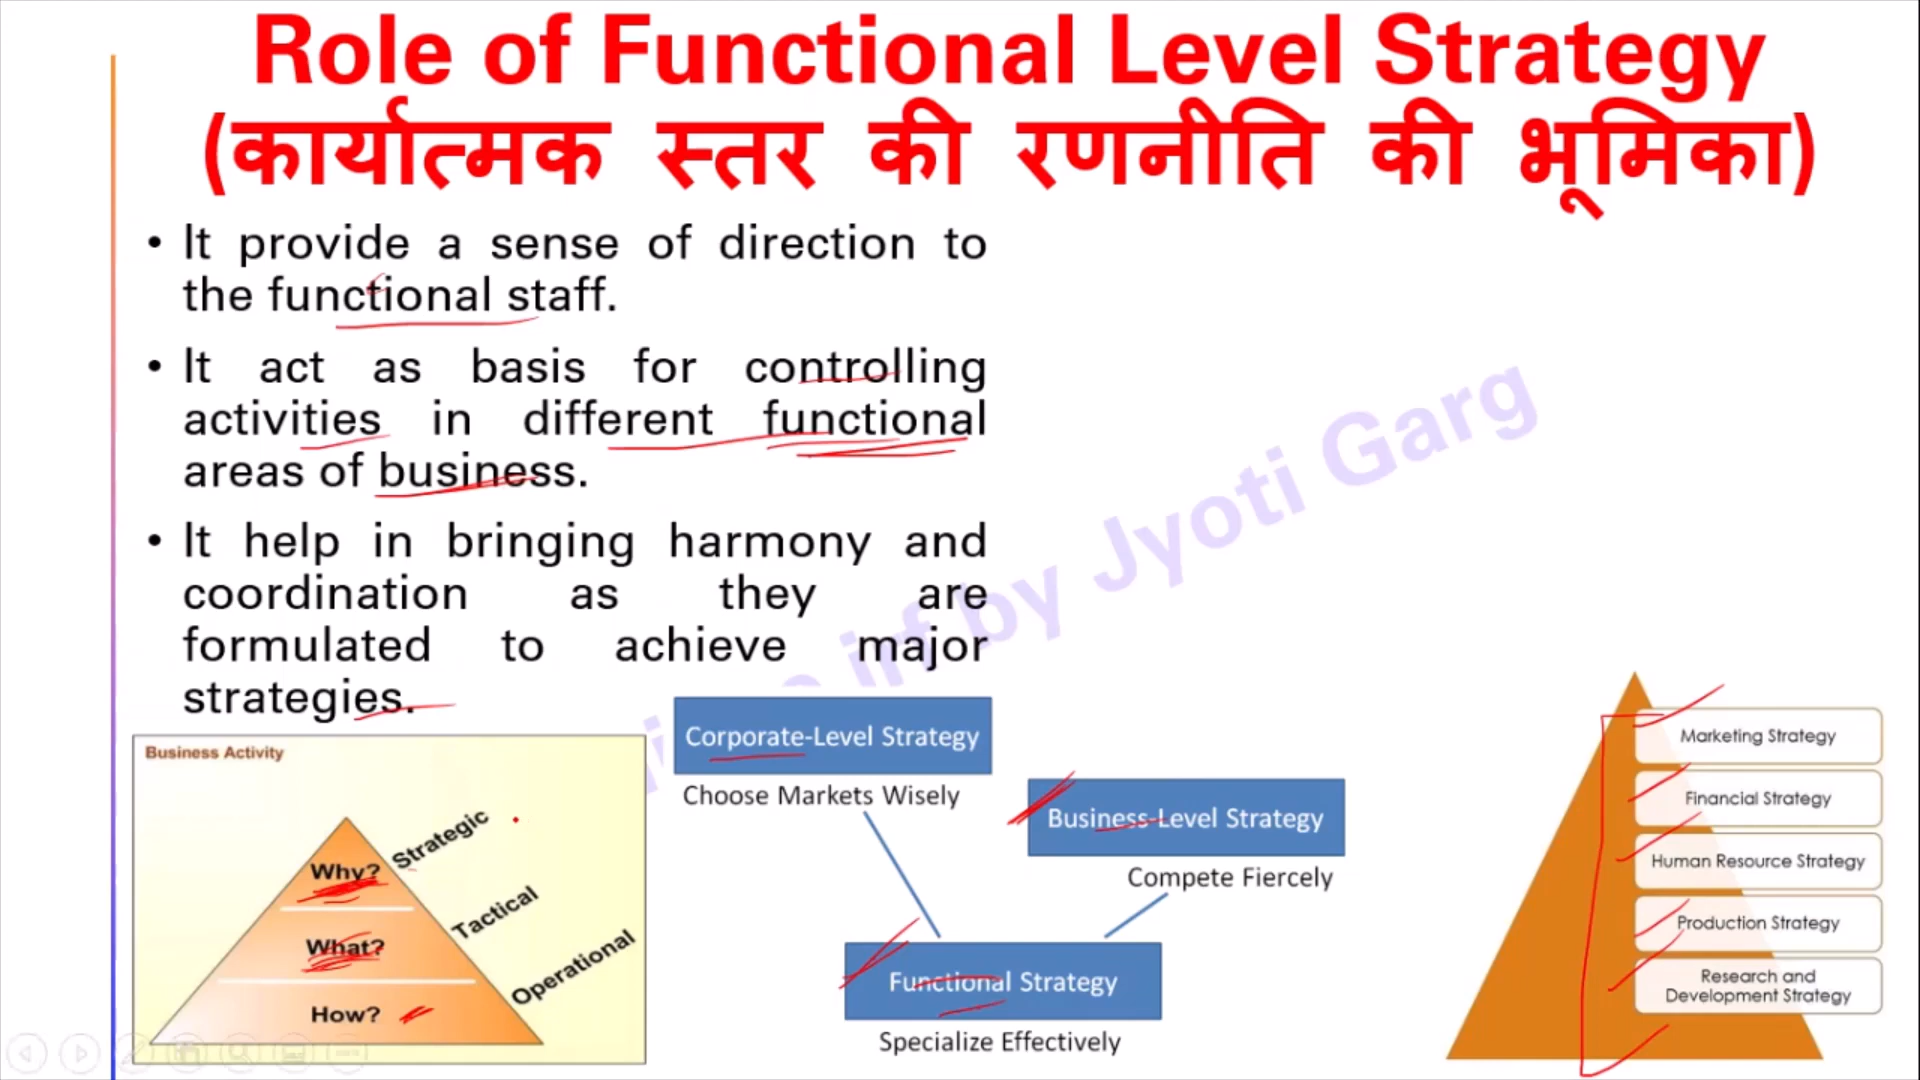 Role of Functional Level Strategy
(कार्यात्मक स्तर की रणनीति की भूमिका)
• It provide a sense of direction to
the functional staff.
• It act as basis for controlling
activities in different functional
areas of business.
• It help in bringing harmony and
coordination as they are
formulated to achieve major
strategies.
by Jyoti Garg
Business Activity
Why?
Strategic
What?
Tactical
How?
Operational
Corporate-Level Strategy
Choose Markets Wisely
Business-Level Strategy
Compete Fiercely
Functional Strategy
Specialize Effectively
Marketing Strategy
Financial Strategy
Human Resource Strategy
Production Strategy
Research and
Development Strategy